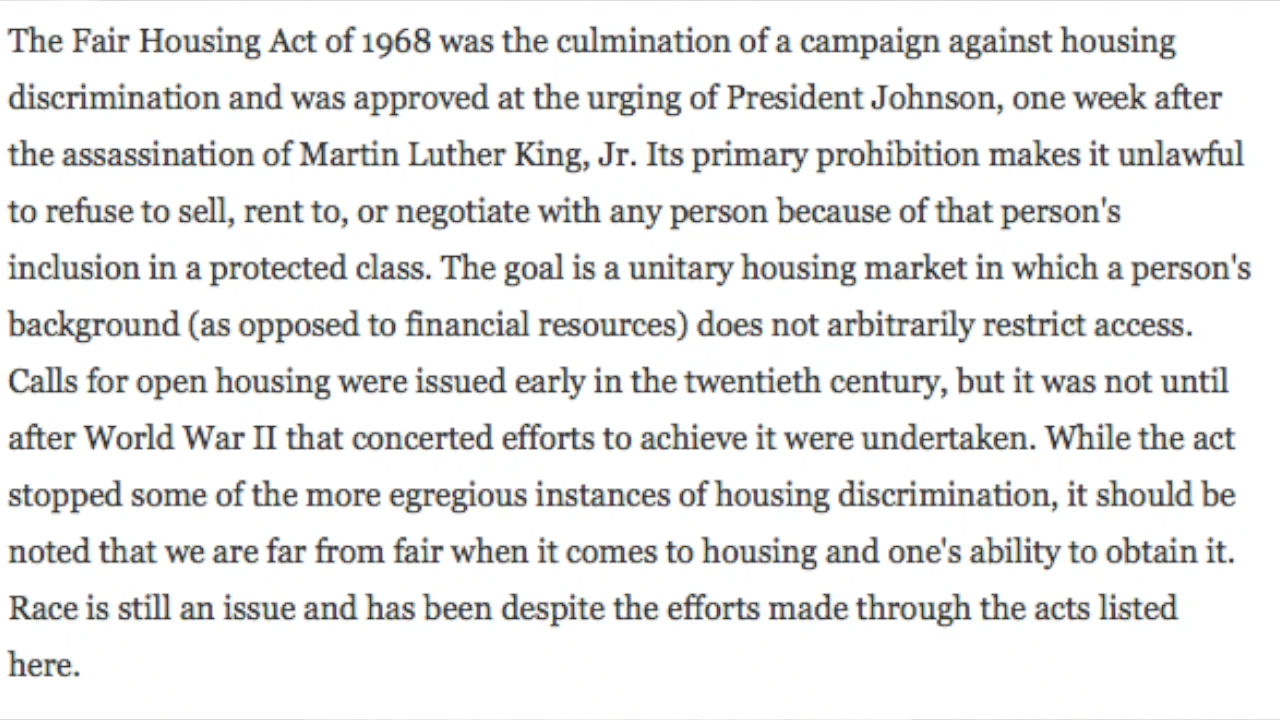 The Fair Housing Act of 1968 was the culmination of a campaign against housing
discrimination and was approved at the urging of President Johnson, one week after
the assassination of Martin Luther King, Jr. Its primary prohibition makes it unlawful
to refuse to sell, rent to, or negotiate with any person because of that person's
inclusion in a protected class. The goal is a unitary housing market in which a person's
background (as opposed to financial resources) does not arbitrarily restrict access.
Calls for open housing were issued early in the twentieth century, but it was not until
after World War II that concerted efforts to achieve it were undertaken. While the act
stopped some of the more egregious instances of housing discrimination, it should be
noted that we are far from fair when it comes to housing and one's ability to obtain it.
Race is still an issue and has been despite the efforts made through the acts listed
here.